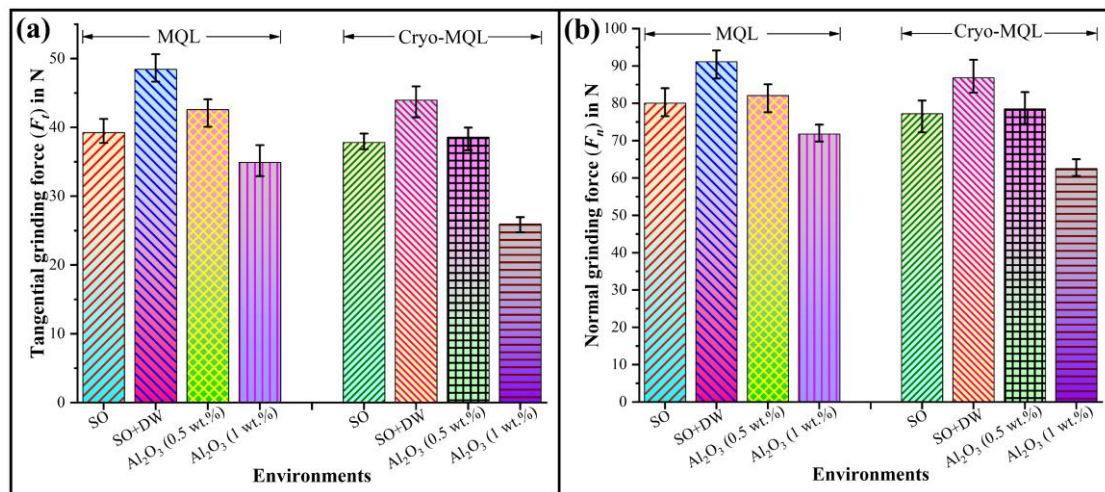 (a)
MQL
Cryo-MQL
Tangential grinding force (Fₜ) in N
50
40
30
20
10
0
SO
SO+DW
Al₂O₃ (0.5 wt.%)
Al₂O₃ (1 wt.%)
SO
SO+DW
Al₂O₃ (0.5 wt.%)
Al₂O₃ (1 wt.%)
Environments
(b)
MQL
Cryo-MQL
Normal grinding force (Fₙ) in N
100
90
80
70
60
50
40
30
20
10
0
SO
SO+DW
Al₂O₃ (0.5 wt.%)
Al₂O₃ (1 wt.%)
SO
SO+DW
Al₂O₃ (0.5 wt.%)
Al₂O₃ (1 wt.%)
Environments